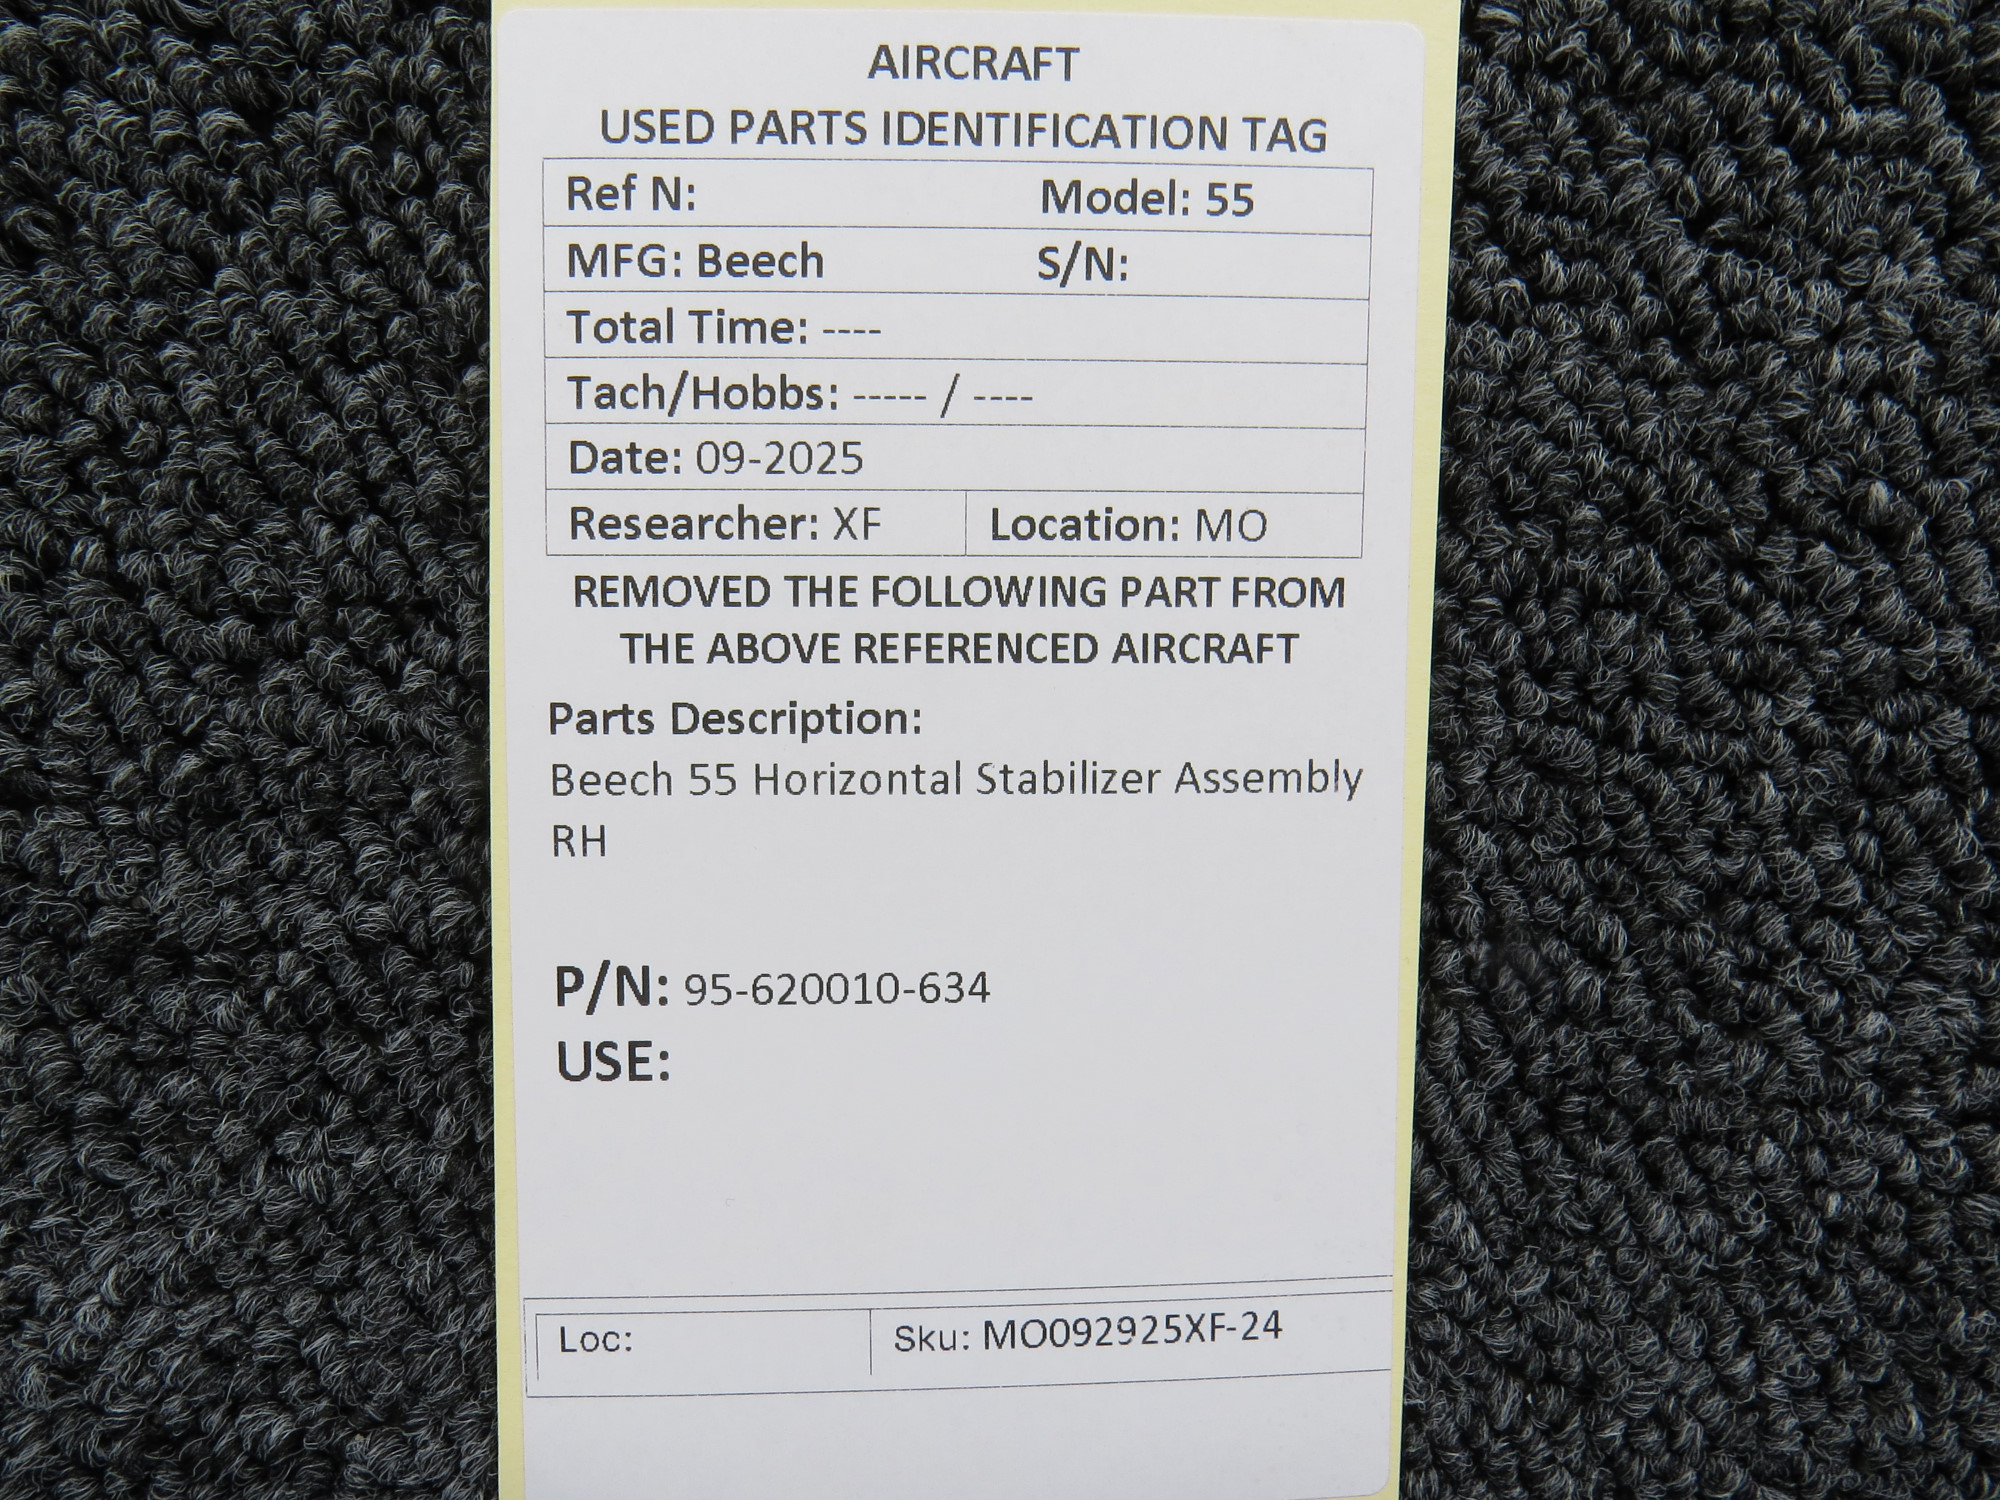 AIRCRAFT
USED PARTS IDENTIFICATION TAG
Ref N: Model: 55
MFG: Beech S/N:
Total Time: ----
Tach/Hobbs: ----- / ----
Date: 09-2025
Researcher: XF Location: MO
REMOVED THE FOLLOWING PART FROM
THE ABOVE REFERENCED AIRCRAFT
Parts Description:
Beech 55 Horizontal Stabilizer Assembly
RH
P/N: 95-620010-634
USE:
Loc: Sku: MO092925XF-24